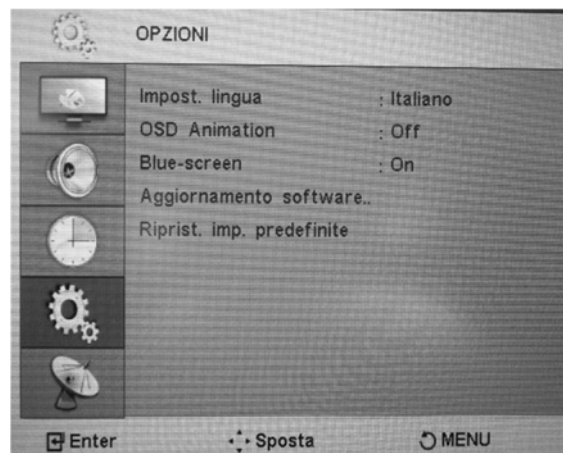 OPZIONI
Impost. lingua : Italiano
OSD Animation : Off
Blue-screen : On
Aggiornamento software..
Riprist. imp. predefinite
Enter Sposta MENU